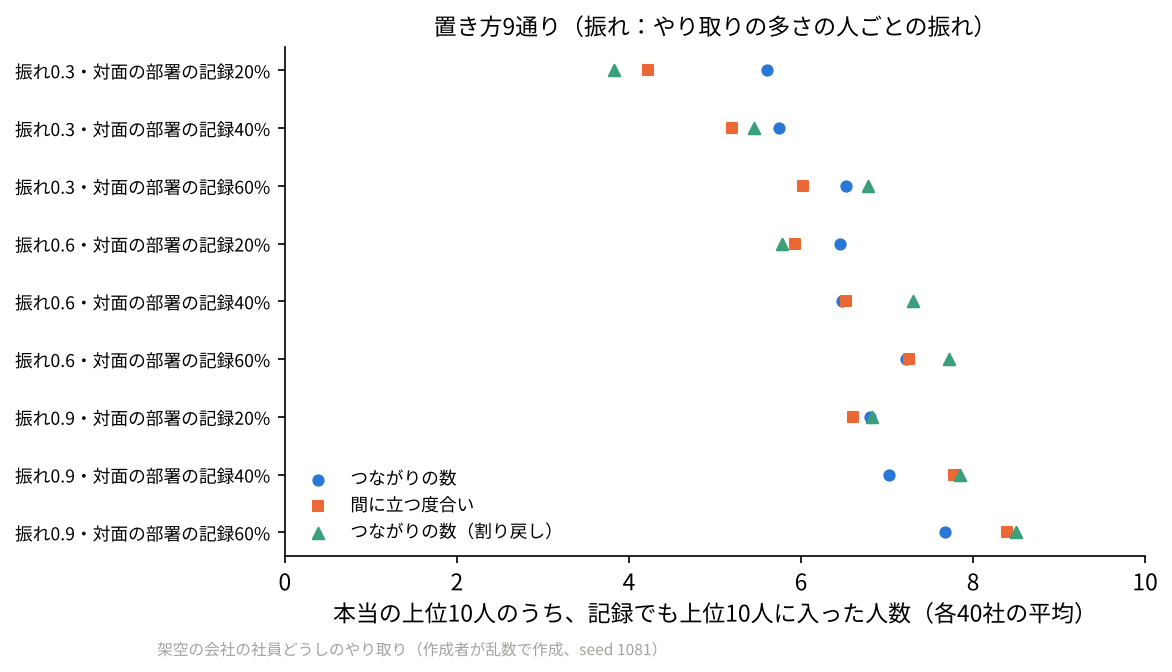 置き方9通り（振れ：やり取りの多さの人ごとの振れ）
振れ0.3・対面の部署の記録20%
振れ0.3・対面の部署の記録40%
振れ0.3・対面の部署の記録60%
振れ0.6・対面の部署の記録20%
振れ0.6・対面の部署の記録40%
振れ0.6・対面の部署の記録60%
振れ0.9・対面の部署の記録20%
振れ0.9・対面の部署の記録40%
振れ0.9・対面の部署の記録60%
つながりの数
間に立つ度合い
つながりの数（割り戻し）
0 2 4 6 8 10
本当の上位10人のうち、記録でも上位10人に入った人数（各40社の平均）
架空の会社の社員どうしのやり取り（作成者が乱数で作成、seed 1081）